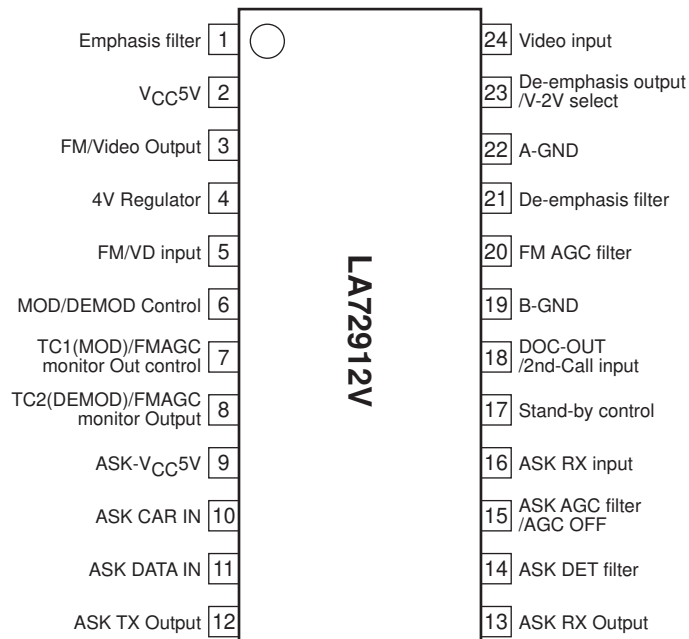 Emphasis filter 1
VCC5V 2
FM/Video Output 3
4V Regulator 4
FM/VD input 5
MOD/DEMOD Control 6
TC1(MOD)/FMAGC
monitor Out control 7
TC2(DEMOD)/FMAGC
monitor Output 8
ASK-VCC5V 9
ASK CAR IN 10
ASK DATA IN 11
ASK TX Output 12
LA72912V
24 Video input
23 De-emphasis output
/V-2V select
22 A-GND
21 De-emphasis filter
20 FM AGC filter
19 B-GND
18 DOC-OUT
/2nd-Call input
17 Stand-by control
16 ASK RX input
15 ASK AGC filter
/AGC OFF
14 ASK DET filter
13 ASK RX Output